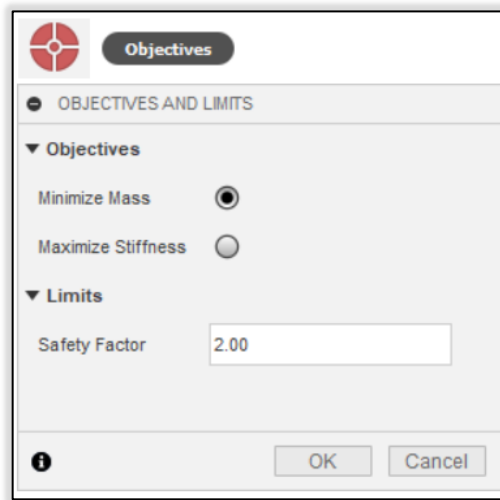 Objectives
OBJECTIVES AND LIMITS
Objectives
Minimize Mass
Maximize Stiffness
Limits
Safety Factor 2.00
OK Cancel